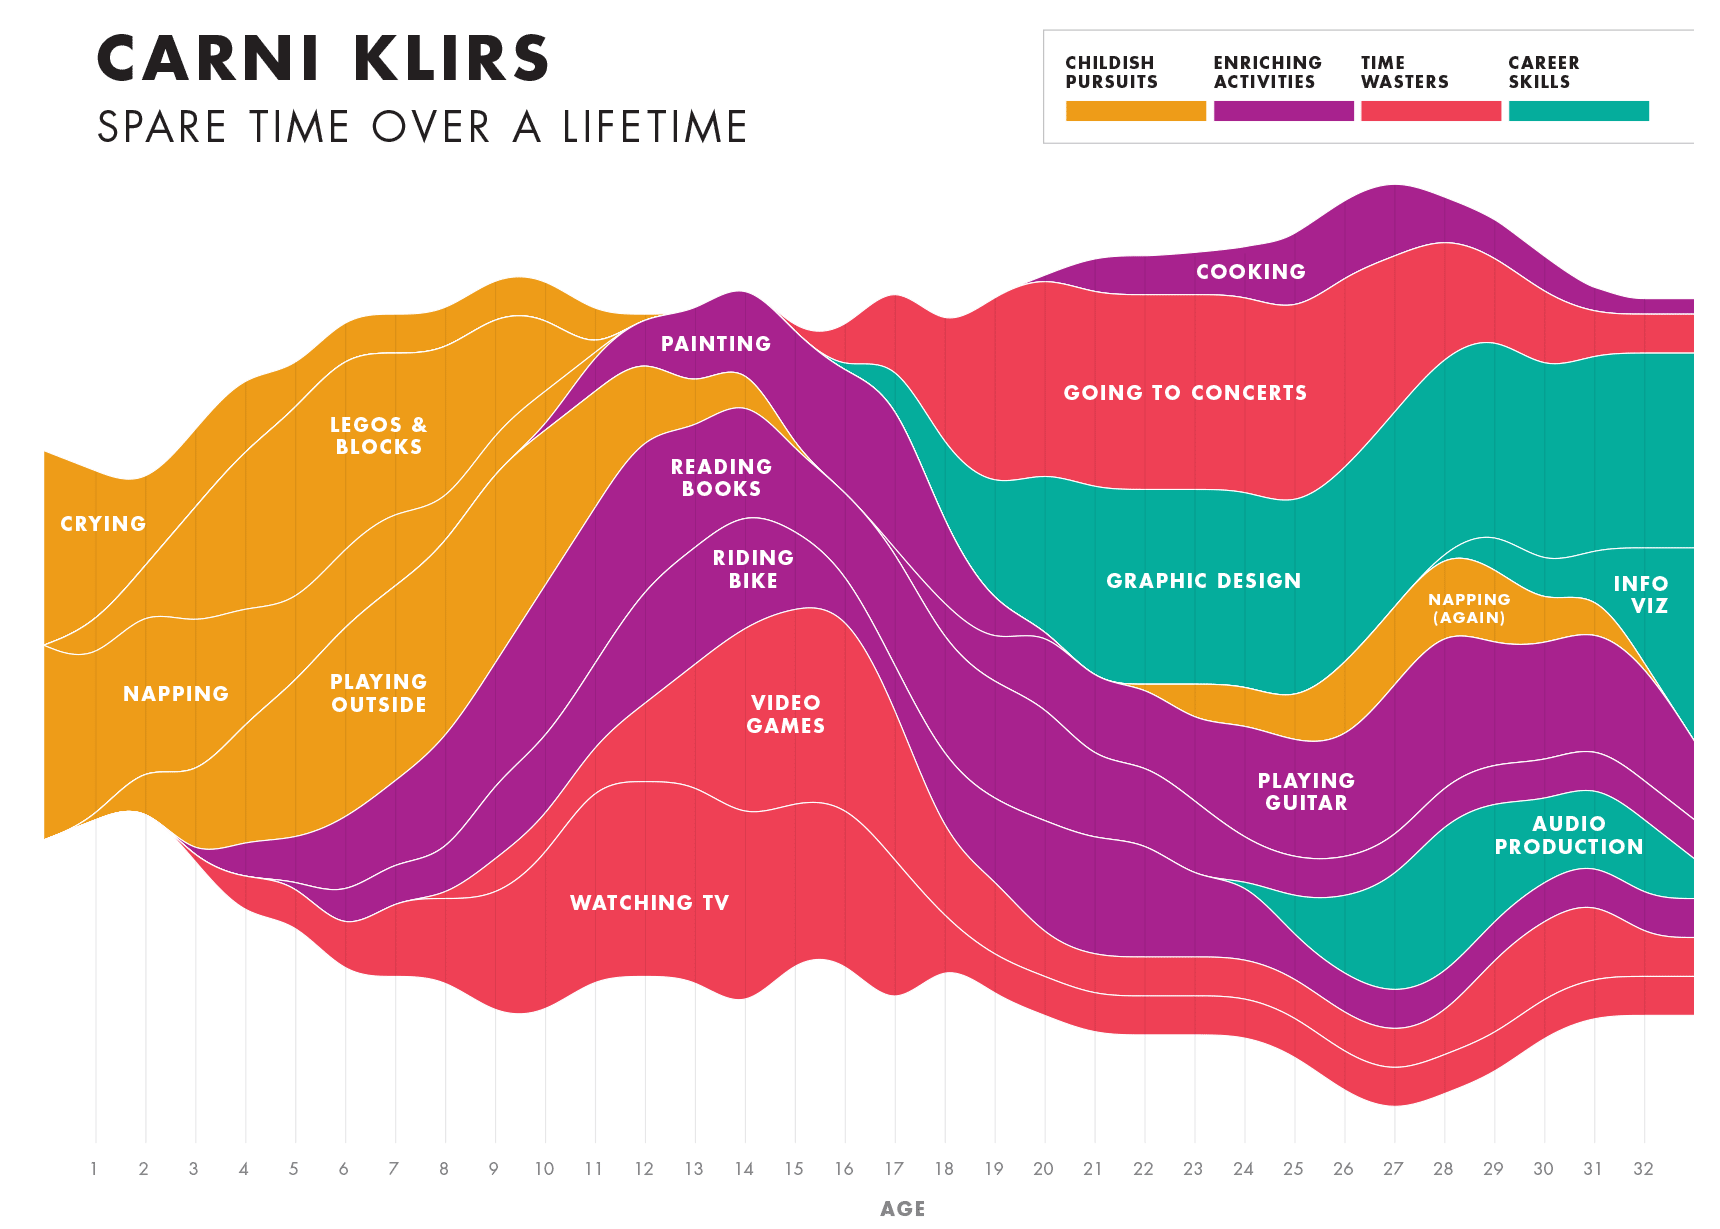 CARNI KLIRS
SPARE TIME OVER A LIFETIME
CHILDISH
PURSUITS
ENRICHING
ACTIVITIES
TIME
WASTERS
CAREER
SKILLS
COOKING
PAINTING
GOING TO CONCERTS
LEGOS &
BLOCKS
READING
BOOKS
CRYING
RIDING
BIKE
GRAPHIC DESIGN
INFO
VIZ
NAPPING
(AGAIN)
NAPPING
PLAYING
OUTSIDE
VIDEO
GAMES
PLAYING
GUITAR
AUDIO
PRODUCTION
WATCHING TV
1 2 3 4 5 6 7 8 9 10 11 12 13 14 15 16 17 18 19 20 21 22 23 24 25 26 27 28 29 30 31 32
AGE